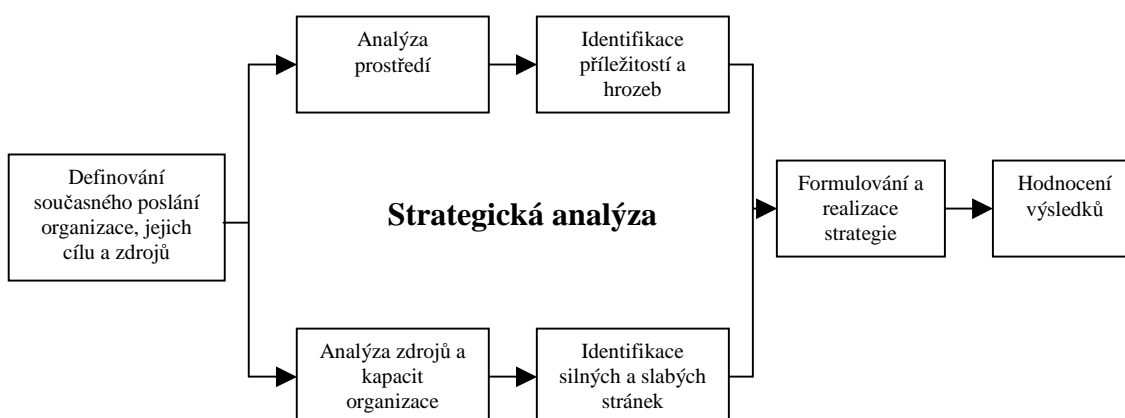 Analýza
prostředí
Identifikace
příležitostí a
hrozeb
Definování
současného poslání
organizace, jejich
cílu a zdrojů
Strategická analýza
Formulování a
realizace
strategie
Hodnocení
výsledků
Analýza zdrojů a
kapacit
organizace
Identifikace
silných a slabých
stránek